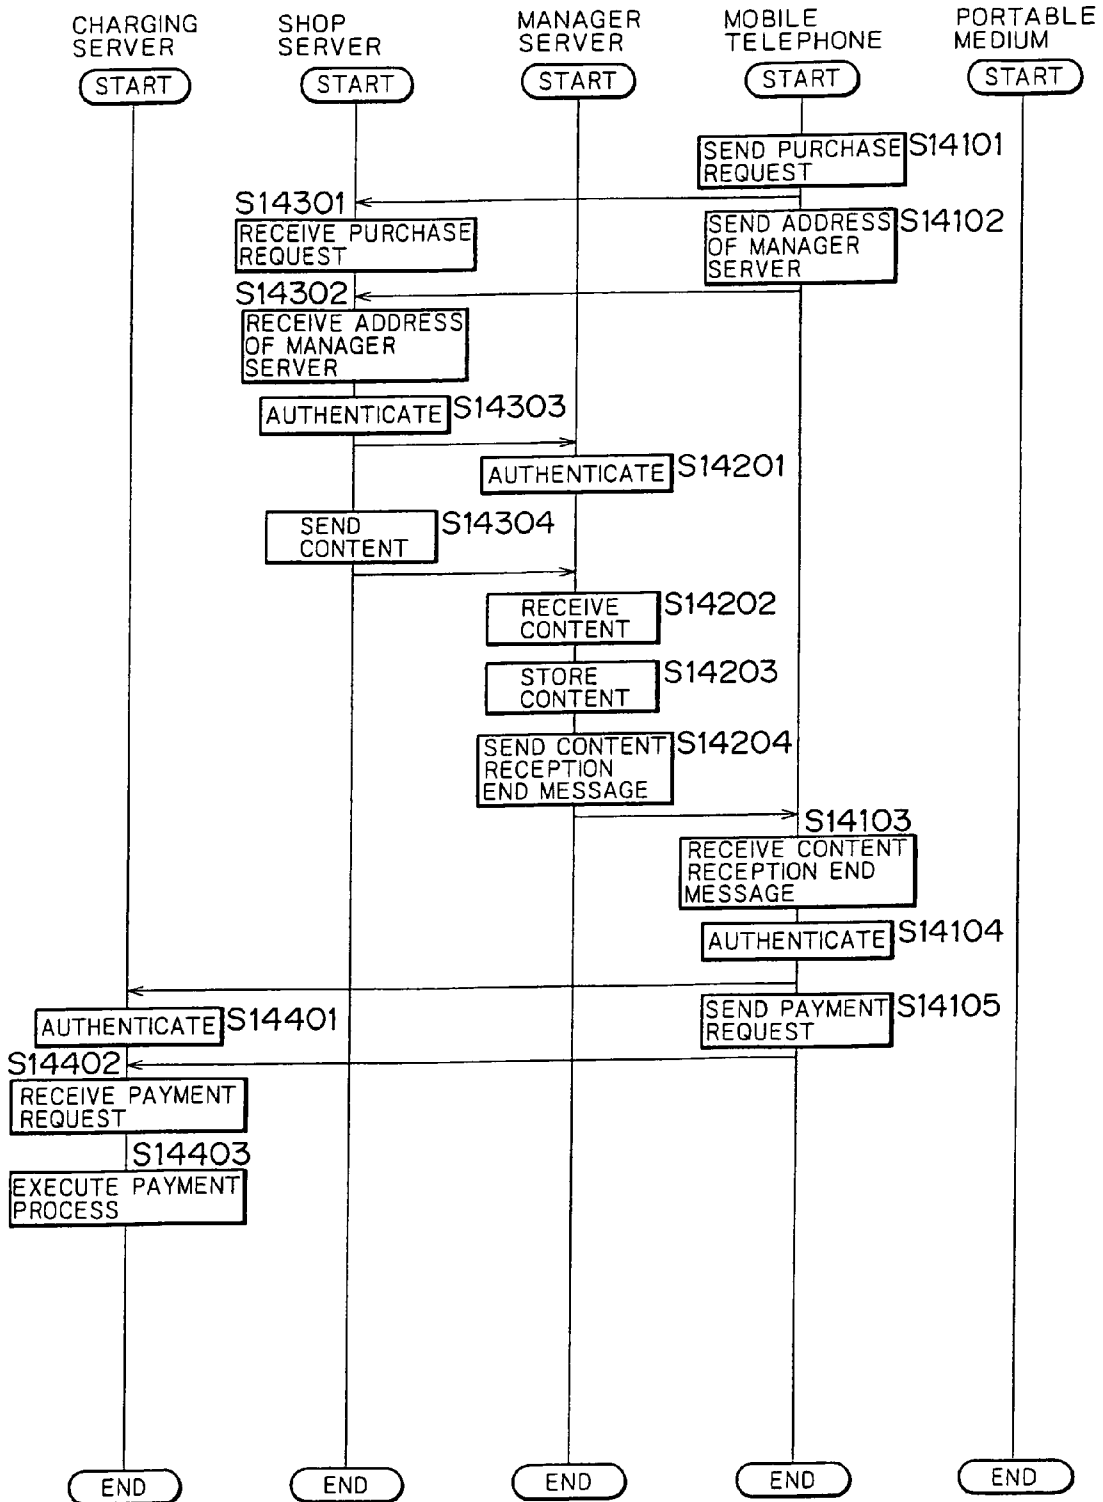 CHARGING
SERVER
SHOP
SERVER
MANAGER
SERVER
MOBILE
TELEPHONE
PORTABLE
MEDIUM
START
START
START
START
START
SEND PURCHASE
REQUEST
S14101
S14301
RECEIVE PURCHASE
REQUEST
SEND ADDRESS
OF MANAGER
SERVER
S14102
S14302
RECEIVE ADDRESS
OF MANAGER
SERVER
AUTHENTICATE
S14303
AUTHENTICATE
S14201
SEND
CONTENT
S14304
RECEIVE
CONTENT
S14202
STORE
CONTENT
S14203
SEND CONTENT
RECEPTION
END MESSAGE
S14204
S14103
RECEIVE CONTENT
RECEPTION END
MESSAGE
AUTHENTICATE
S14104
AUTHENTICATE
S14401
SEND PAYMENT
REQUEST
S14105
S14402
RECEIVE PAYMENT
REQUEST
S14403
EXECUTE PAYMENT
PROCESS
END
END
END
END
END